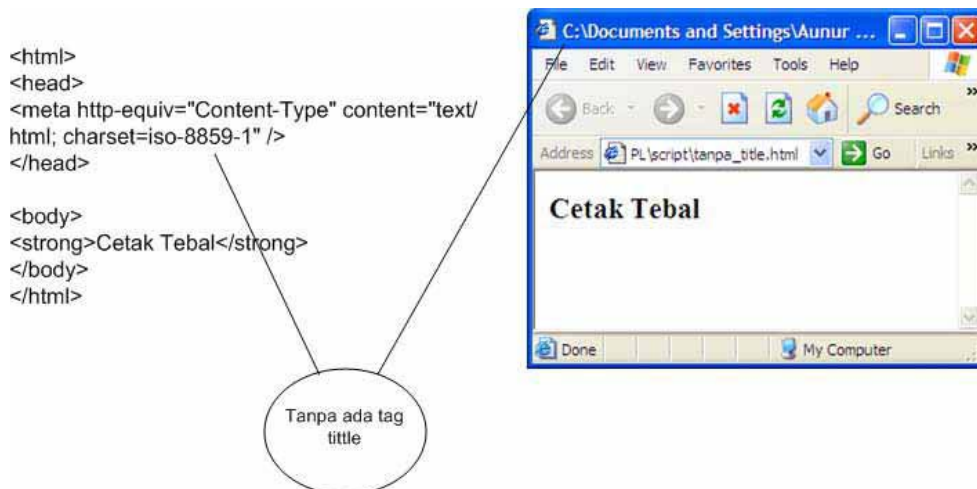 <html>
<head>
<meta http-equiv="Content-Type" content="text/
html; charset=iso-8859-1" />
</head>
<body>
<strong>Cetak Tebal</strong>
</body>
</html>
Tanpa ada tag
tittle
C:\Documents and Settings\Aunur ...
File Edit View Favorites Tools Help
Back Search »
Address PL\script\tanpa_title.html Go Links »
Cetak Tebal
Done My Computer